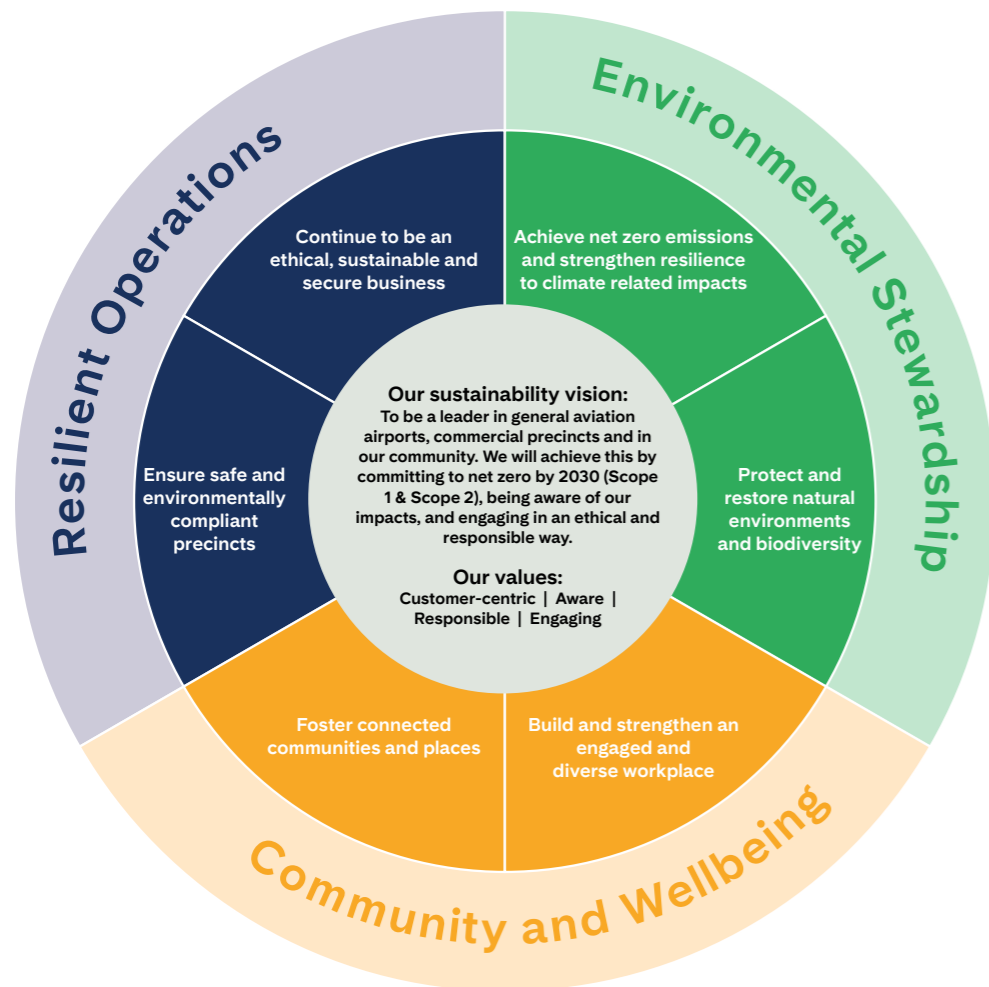 Resilient Operations
Environmental Stewardship
Continue to be an
ethical, sustainable and
secure business
Achieve net zero emissions
and strengthen resilience
to climate related impacts
Ensure safe and
environmentally
compliant
precincts
Our sustainability vision:
To be a leader in general aviation
airports, commercial precincts and in
our community. We will achieve this by
committing to net zero by 2030 (Scope
1 & Scope 2), being aware of our
impacts, and engaging in an ethical and
responsible way.
Our values:
Customer-centric | Aware |
Responsible | Engaging
Protect and
restore natural
environments
and biodiversity
Foster connected
communities and places
Build and strengthen an
engaged and
diverse workplace
Community and Wellbeing